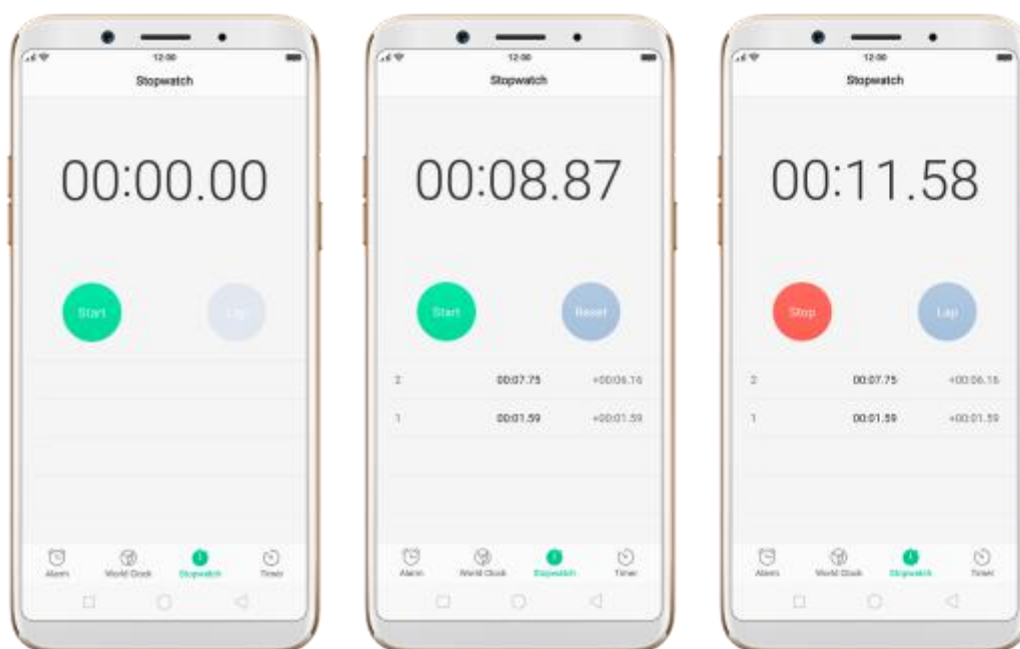 12:00
Stopwatch
00:00.00
Start Lap
Alarm World Clock Stopwatch Timer
12:00
Stopwatch
00:08.87
Start Reset
2 00:07.75 +00:06.16
1 00:01.59 +00:01.59
Alarm World Clock Stopwatch Timer
12:00
Stopwatch
00:11.58
Stop Lap
2 00:07.75 +00:06.16
1 00:01.59 +00:01.59
Alarm World Clock Stopwatch Timer